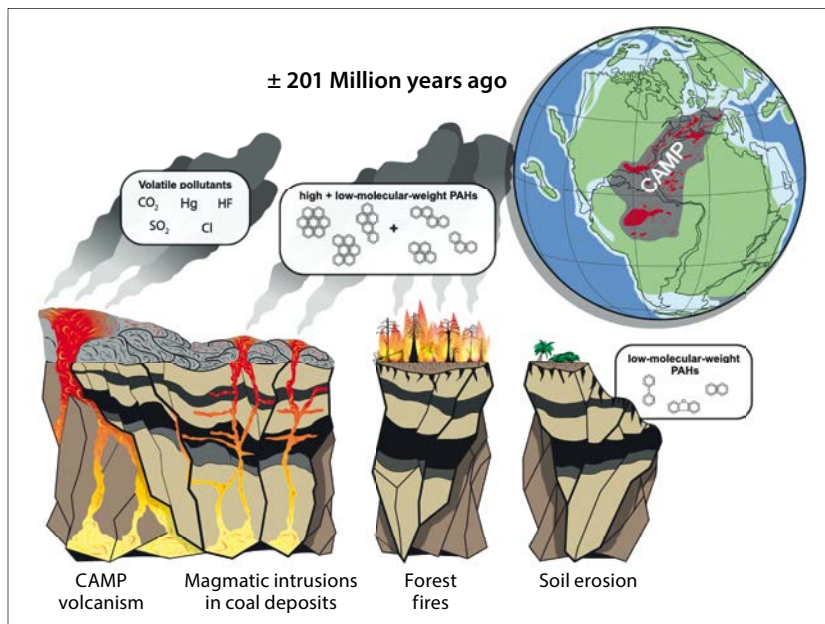 ± 201 Million years ago
CAMP
Volatile pollutants
CO₂ Hg HF
SO₂ Cl
high + low-molecular-weight PAHs
+
low-molecular-weight
PAHs
CAMP
volcanism
Magmatic intrusions
in coal deposits
Forest
fires
Soil erosion